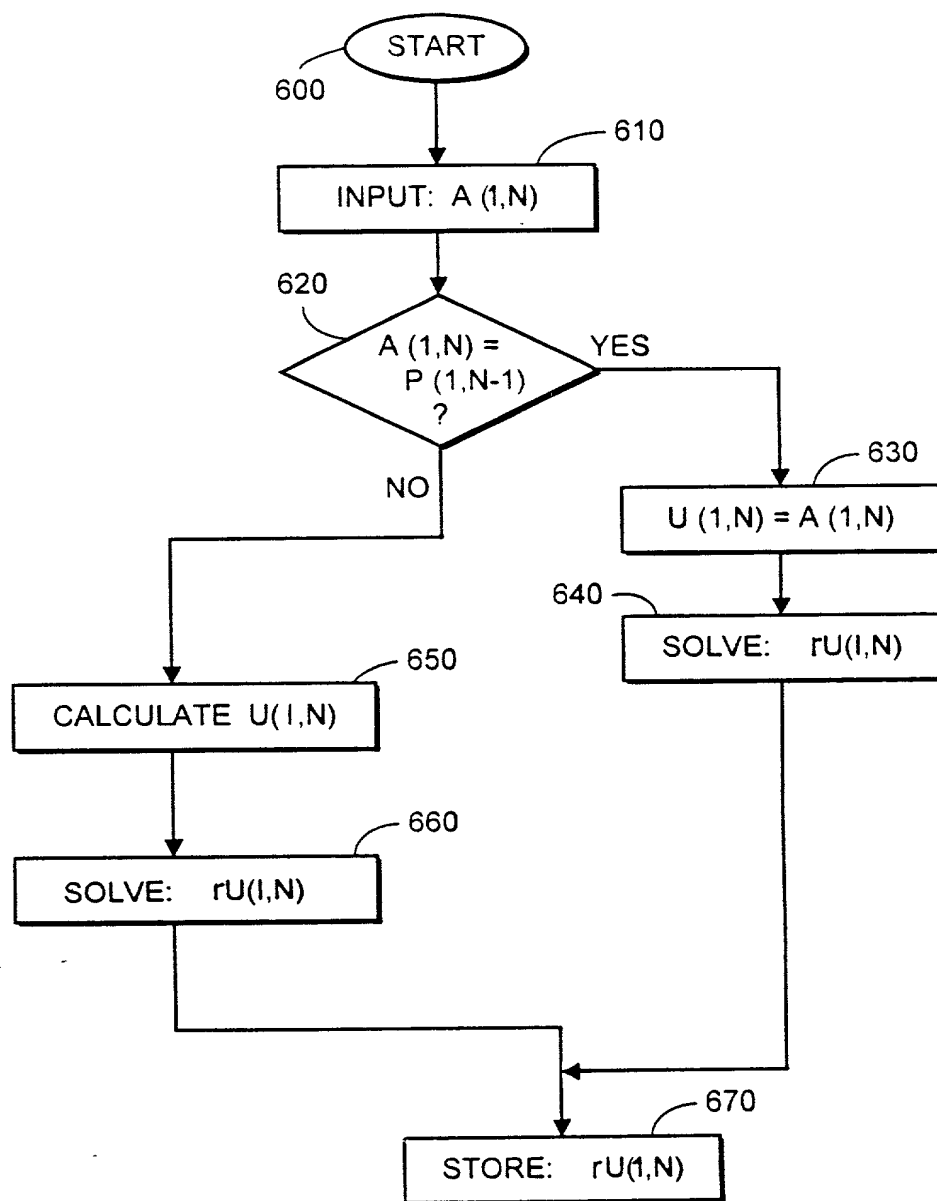 START
600
610
INPUT: A (1,N)
620
A (1,N) =
P (1,N-1)
?
YES
NO
630
U (1,N) = A (1,N)
640
SOLVE: rU(I,N)
650
CALCULATE U( I,N)
660
SOLVE: rU(I,N)
670
STORE: rU(1,N)